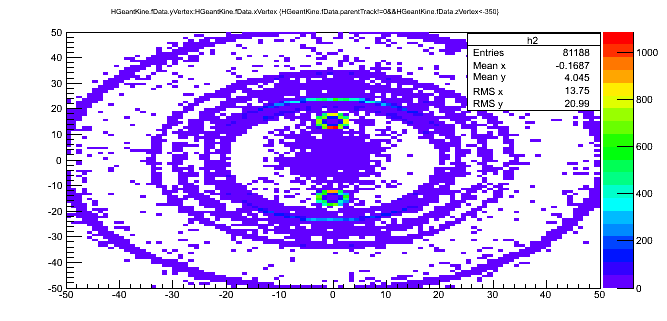 HGeantKine.fData.yVertex:HGeantKine.fData.xVertex {HGeantKine.fData.parentTrack!=0&&HGeantKine.fData.zVertex<-350}
h2
Entries 81188
Mean x -0.1687
Mean y 4.045
RMS x 13.75
RMS y 20.99
50
40
30
20
10
0
-10
-20
-30
-40
-50
-50 -40 -30 -20 -10 0 10 20 30 40 50
1000
800
600
400
200
0